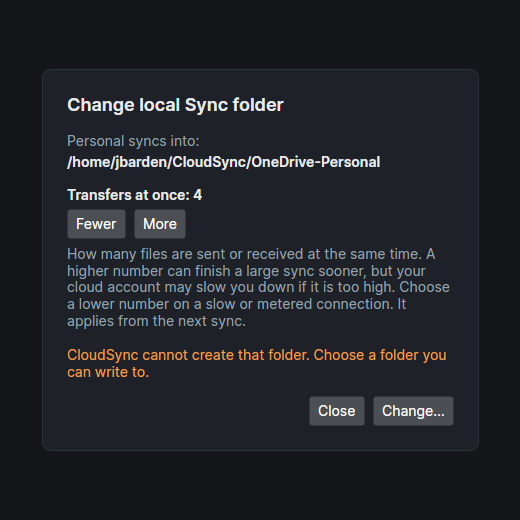 Change local Sync folder
Personal syncs into:
/home/jbarden/CloudSync/OneDrive-Personal
Transfers at once: 4
Fewer More
How many files are sent or received at the same time. A
higher number can finish a large sync sooner, but your
cloud account may slow you down if it is too high. Choose
a lower number on a slow or metered connection. It
applies from the next sync.
CloudSync cannot create that folder. Choose a folder you
can write to.
Close Change...